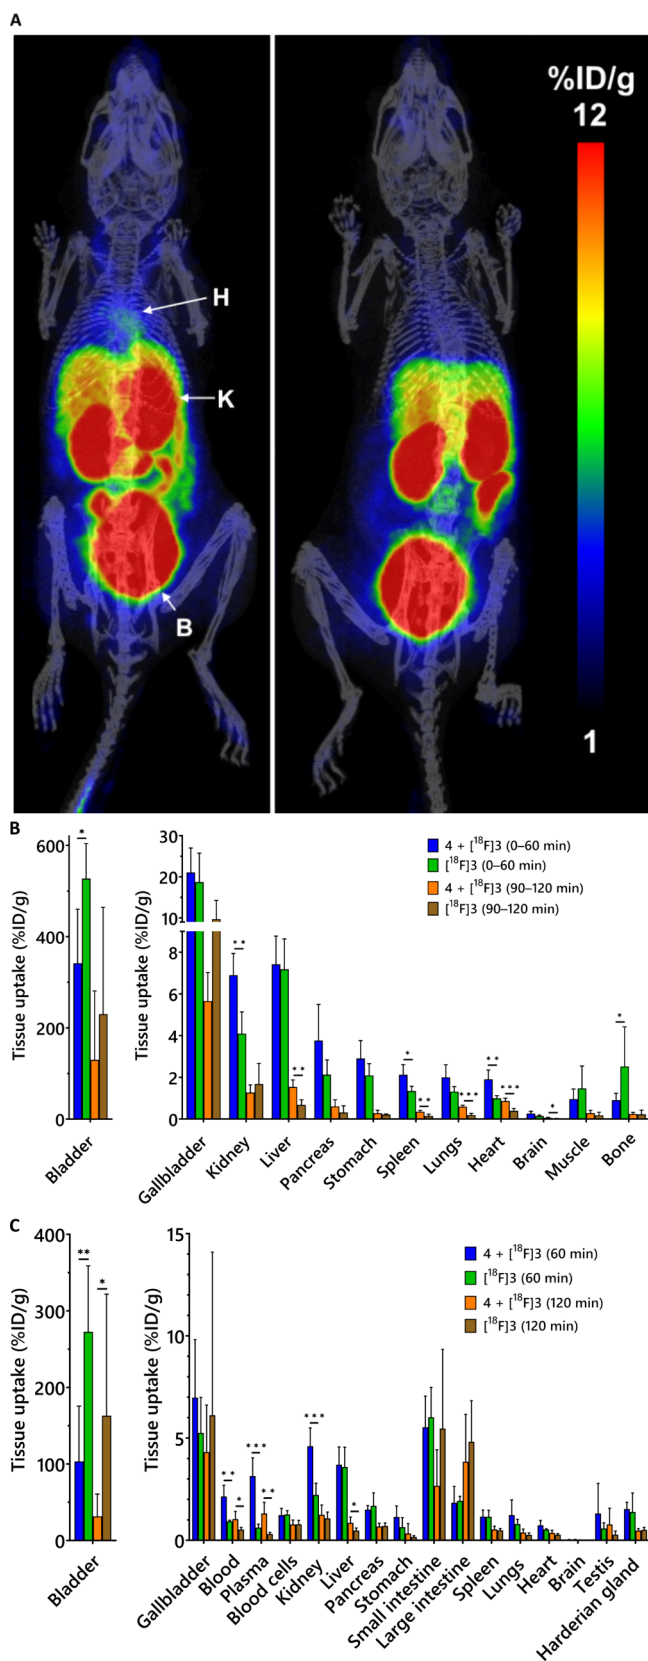 A
%ID/g
12
H
K
B
1
B
4 + [¹⁸F]3 (0–60 min)
[¹⁸F]3 (0–60 min)
4 + [¹⁸F]3 (90–120 min)
[¹⁸F]3 (90–120 min)
Tissue uptake (%ID/g)
600
400
200
0
*
Bladder
Tissue uptake (%ID/g)
30
20
10
8
6
4
2
0
**
**
*
**
***
**
***
*
*
Gallbladder
Kidney
Liver
Pancreas
Stomach
Spleen
Lungs
Heart
Brain
Muscle
Bone
C
4 + [¹⁸F]3 (60 min)
[¹⁸F]3 (60 min)
4 + [¹⁸F]3 (120 min)
[¹⁸F]3 (120 min)
Tissue uptake (%ID/g)
400
300
200
100
0
**
*
Bladder
Tissue uptake (%ID/g)
15
10
5
0
**
*
***
**
***
*
Gallbladder
Blood
Plasma
Blood cells
Kidney
Liver
Pancreas
Stomach
Small intestine
Large intestine
Spleen
Lungs
Heart
Brain
Testis
Harderian gland